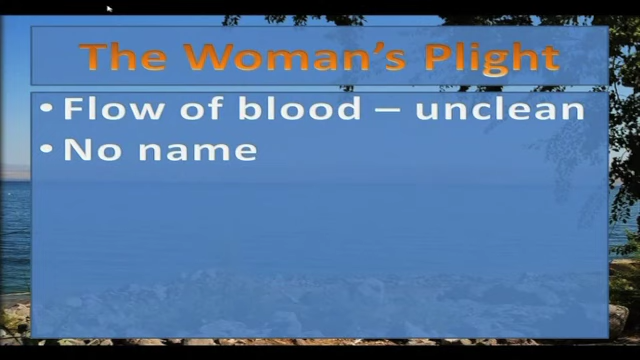 The Woman's Plight
• Flow of blood – unclean
• No name